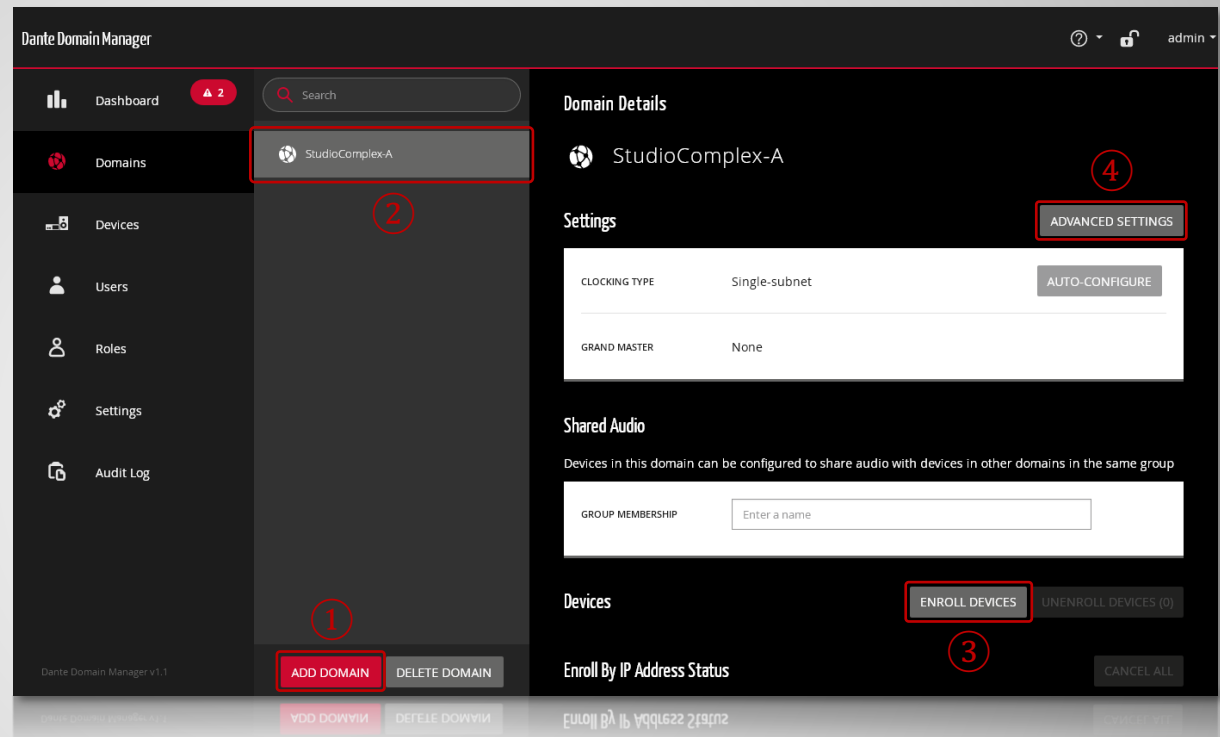 Dante Domain Manager
admin
Dashboard
2
Domains
Devices
Users
Roles
Settings
Audit Log
Dante Domain Manager v1.1
Search
StudioComplex-A
②
①
ADD DOMAIN
DELETE DOMAIN
Domain Details
StudioComplex-A
④
Settings
ADVANCED SETTINGS
CLOCKING TYPE Single-subnet AUTO-CONFIGURE
GRAND MASTER None
Shared Audio
Devices in this domain can be configured to share audio with devices in other domains in the same group
GROUP MEMBERSHIP Enter a name
Devices
ENROLL DEVICES
UNENROLL DEVICES (0)
③
Enroll By IP Address Status
CANCEL ALL